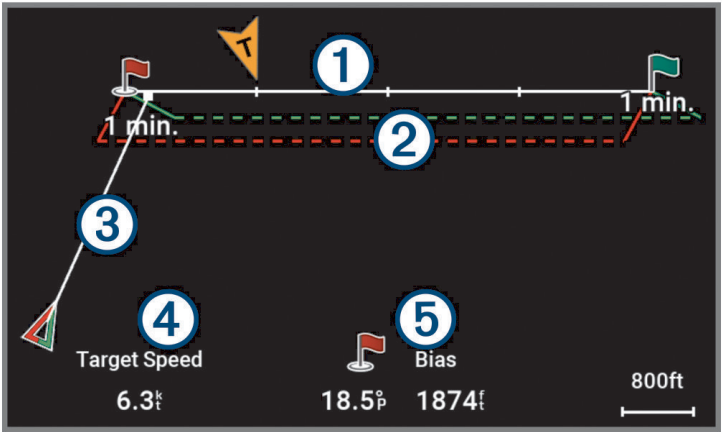 T
1
1 min.
1 min.
2
3
4
5
Target Speed
Bias
6.3kt
18.5°P
1874ft
800ft